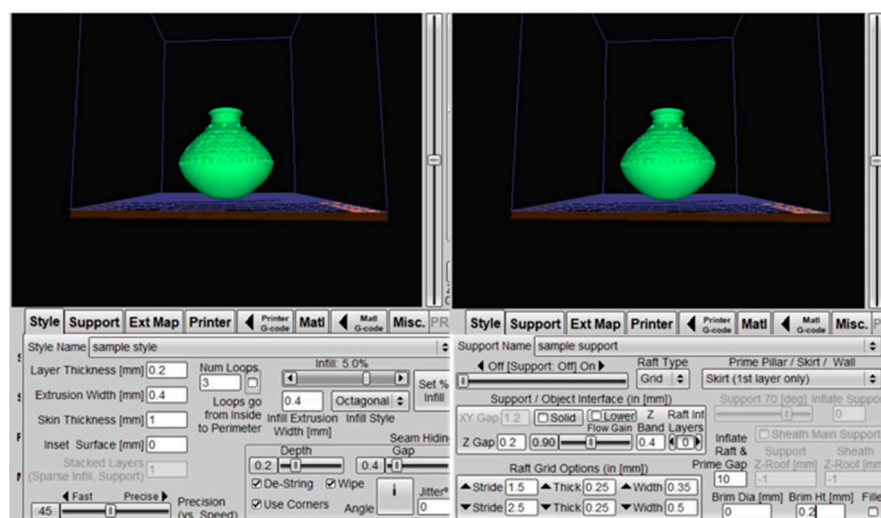 Style Support Ext Map Printer Printer G-code Matl Matl G-code Misc. PR
Style Name sample style
Layer Thickness [mm] 0.2
Extrusion Width [mm] 0.4
Skin Thickness 1
Inset Surface [mm] 0
Stacked Layers 1
(Sparse Infill, Support)
Fast Precise
45 Precision
(vs. Speed)
Num Loops
3
Loops go
from Inside
to Perimeter
Infill: 5.0%
0.4 Octagonal
Infill Extrusion Infill Style
Width [mm]
Set %
Infill
Seam Hiding
Depth Gap
0.2 0.4
De-String Wipe
Use Corners Angle
Jitter°
0
Style Support Ext Map Printer Printer G-code Matl Matl G-code Misc.
Support Name sample support
Off [Support: Off] On
Raft Type
Grid
Prime Pillar / Skirt / Wall
Skirt (1st layer only)
Support / Object Interface (in [mm])
XY Gap 1.2 Solid Lower Z Raft Int
Flow Gain Band Layers
Z Gap 0.2 0.90 0.4 0
Support 70 [deg] Inflate Support
0
Sheath Main Support
Inflate Support Sheath
Raft & Z-Roof [mm] Z-Roof [mm]
Prime Gap -1 -1
10
Raft Grid Options (in [mm])
Stride 1.5 Thick 0.25 Width 0.35
Stride 2.5 Thick 0.25 Width 0.5
Brim Dia.[mm] Brim Ht.[mm]
0 0.2